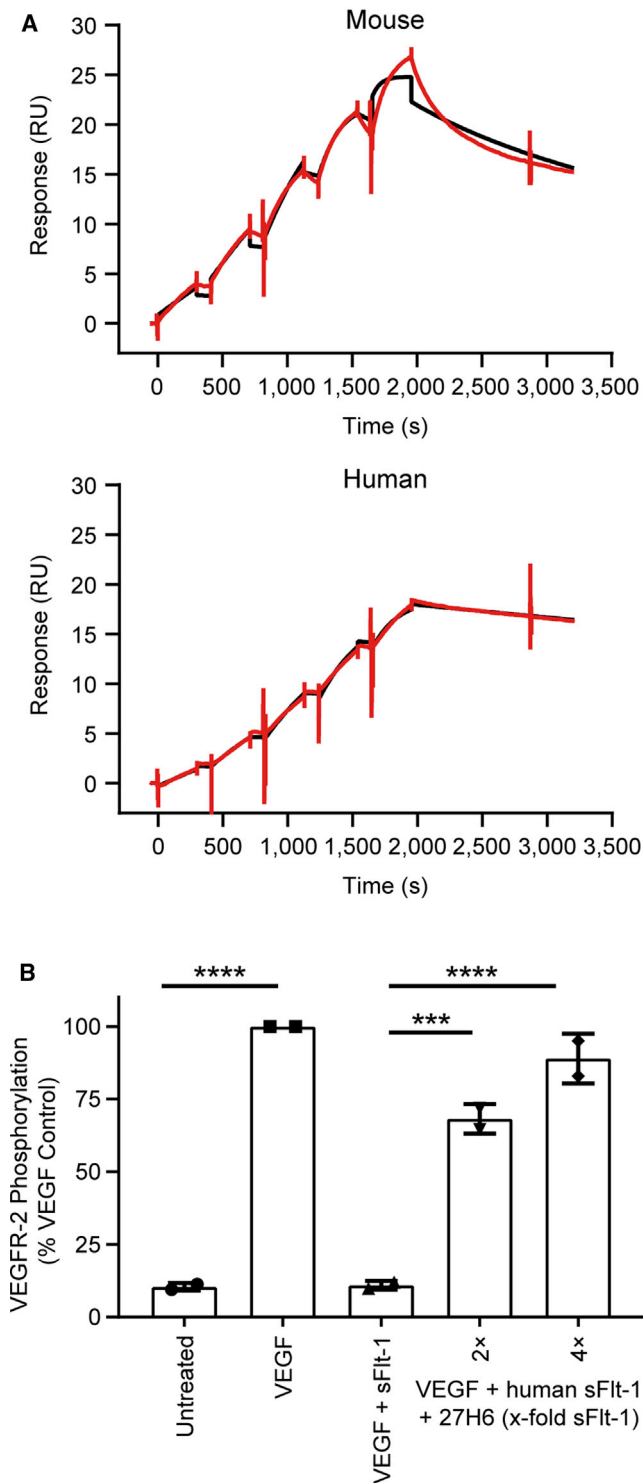 A
Mouse
30
25
20
15
10
5
0
Response (RU)
0 500 1,000 1,500 2,000 2,500 3,000 3,500
Time (s)
Human
30
25
20
15
10
5
0
Response (RU)
0 500 1,000 1,500 2,000 2,500 3,000 3,500
Time (s)
B
**** ****
***
100
75
50
25
0
VEGFR-2 Phosphorylation
(% VEGF Control)
Untreated
VEGF
VEGF + sFlt-1
2×
4×
VEGF + human sFlt-1
+ 27H6 (x-fold sFlt-1)